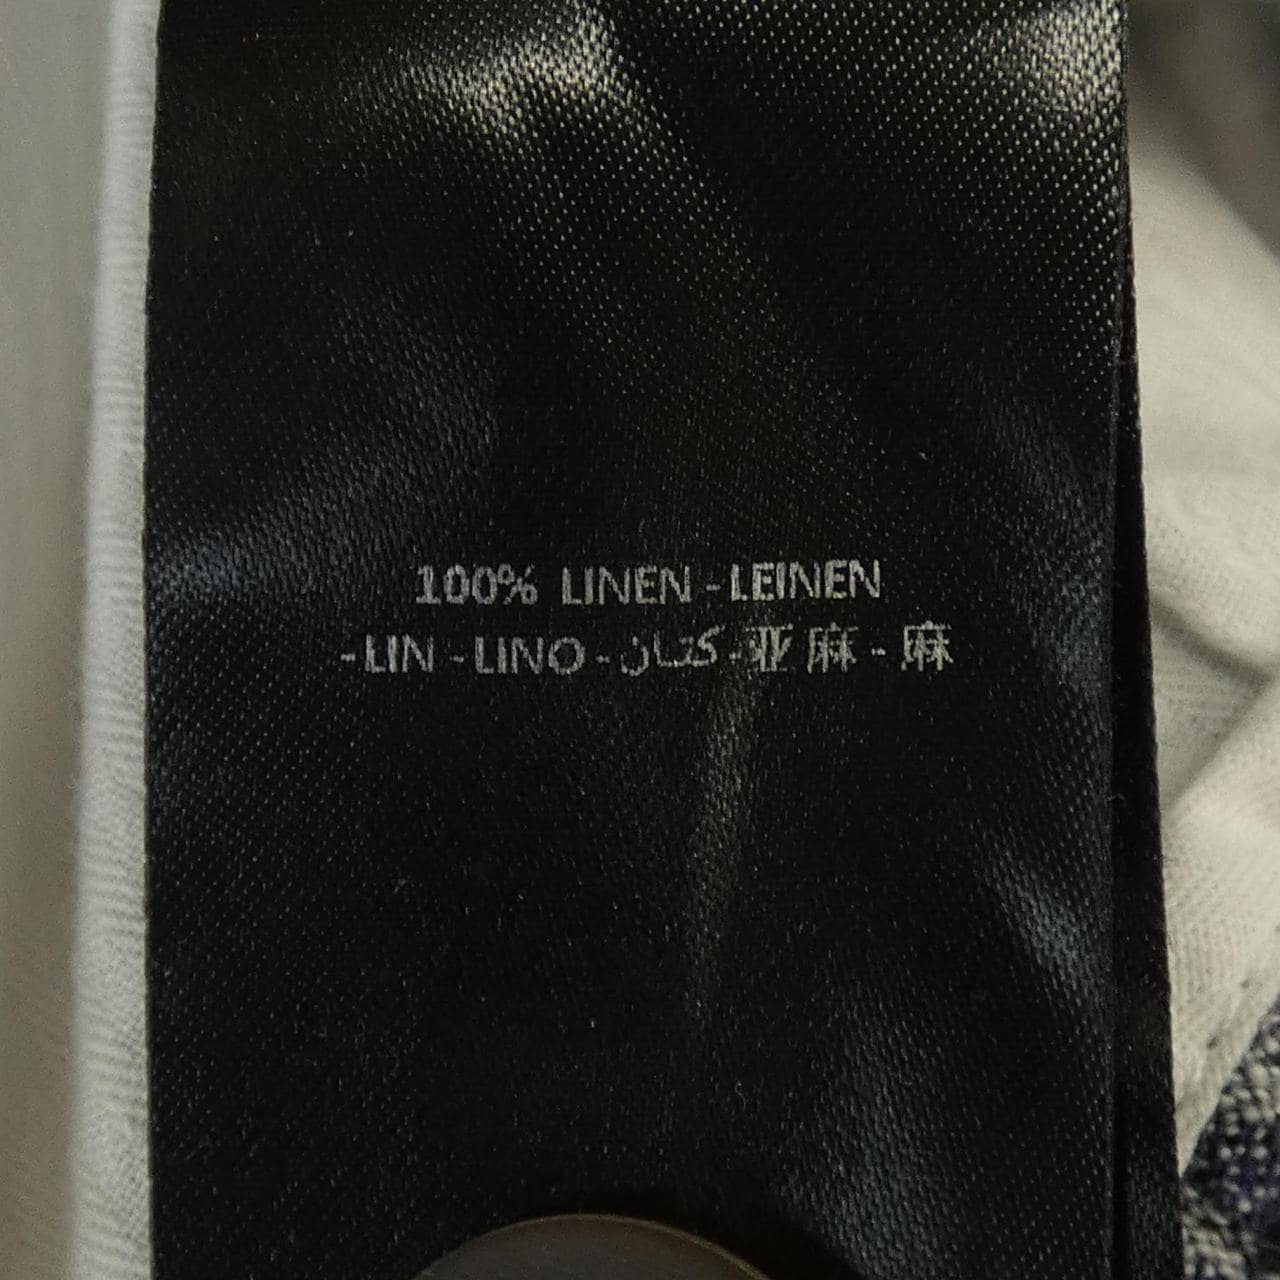 100% LINEN - LEINEN
- LIN - LINO - كتان - 亚麻 - 麻